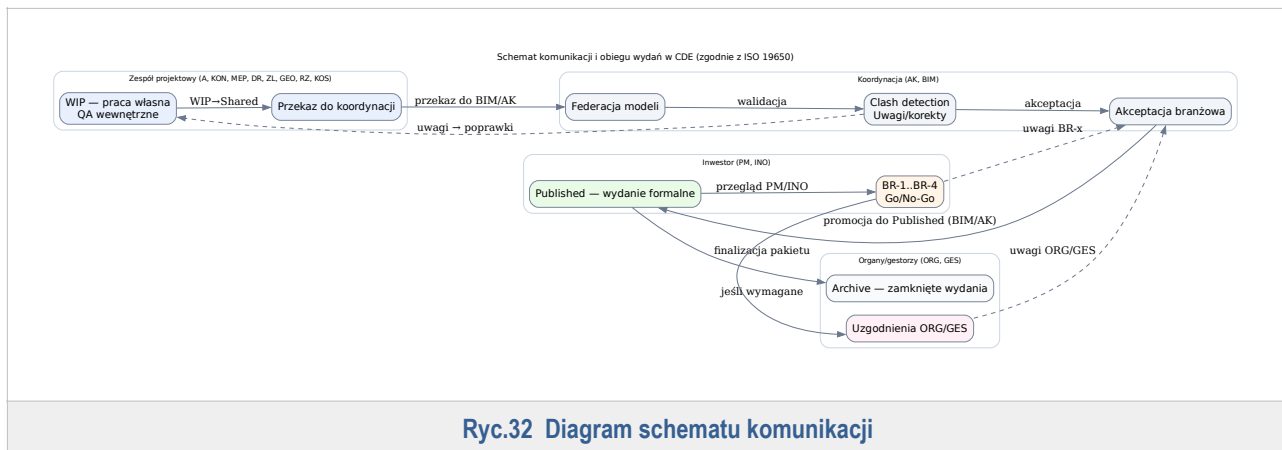 Schemat komunikacji i obiegu wydań w CDE (zgodnie z ISO 19650)
Zespół projektowy (A, KON, MEP, DR, ZL, GEO, RZ, KOS)
WIP — praca własna
QA wewnętrzne
WIP→Shared
Przekaz do koordynacji
przekaz do BIM/AK
Koordynacja (AK, BIM)
Federacja modeli
walidacja
Clash detection
Uwagi/korekty
akceptacja
Akceptacja branżowa
uwagi → poprawki
uwagi BR-x
Inwestor (PM, INO)
Published — wydanie formalne
przegląd PM/INO
BR-1..BR-4
Go/No-Go
promocja do Published (BIM/AK)
finalizacja pakietu
uwagi ORG/GES
Organy/gestorzy (ORG, GES)
Archive — zamknięte wydania
jeśli wymagane
Uzgodnienia ORG/GES
Ryc.32 Diagram schematu komunikacji